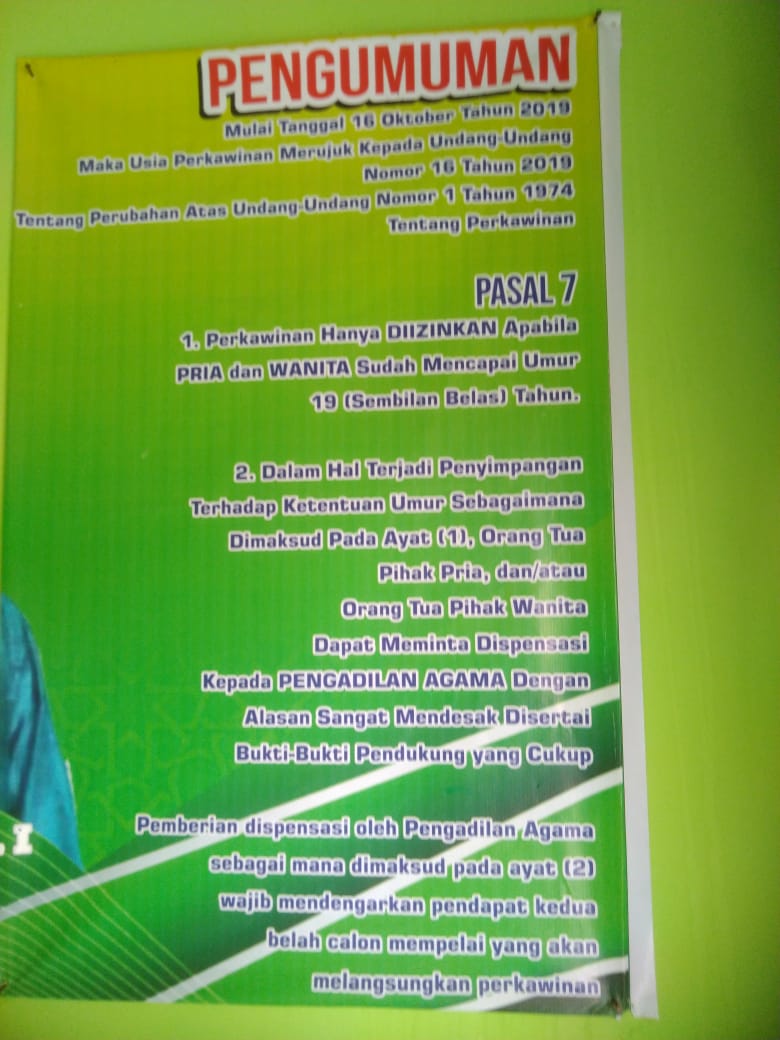 PENGUMUMAN
Mulai Tanggal 16 Oktober Tahun 2019
Maka Usia Perkawinan Merujuk Kepada Undang-Undang
Nomor 16 Tahun 2019
Tentang Perubahan Atas Undang-Undang Nomor 1 Tahun 1974
Tentang Perkawinan
PASAL 7
1. Perkawinan Hanya DIIZINKAN Apabila
PRIA dan WANITA Sudah Mencapai Umur
19 (Sembilan Belas) Tahun.
2. Dalam Hal Terjadi Penyimpangan
Terhadap Ketentuan Umur Sebagaimana
Dimaksud Pada Ayat (1), Orang Tua
Pihak Pria, dan/atau
Orang Tua Pihak Wanita
Dapat Meminta Dispensasi
Kepada PENGADILAN AGAMA Dengan
Alasan Sangat Mendesak Disertai
Bukti-Bukti Pendukung yang Cukup
Pemberian dispensasi oleh Pengadilan Agama
sebagai mana dimaksud pada ayat (2)
wajib mendengarkan pendapat kedua
belah calon mempelai yang akan
melangsungkan perkawinan